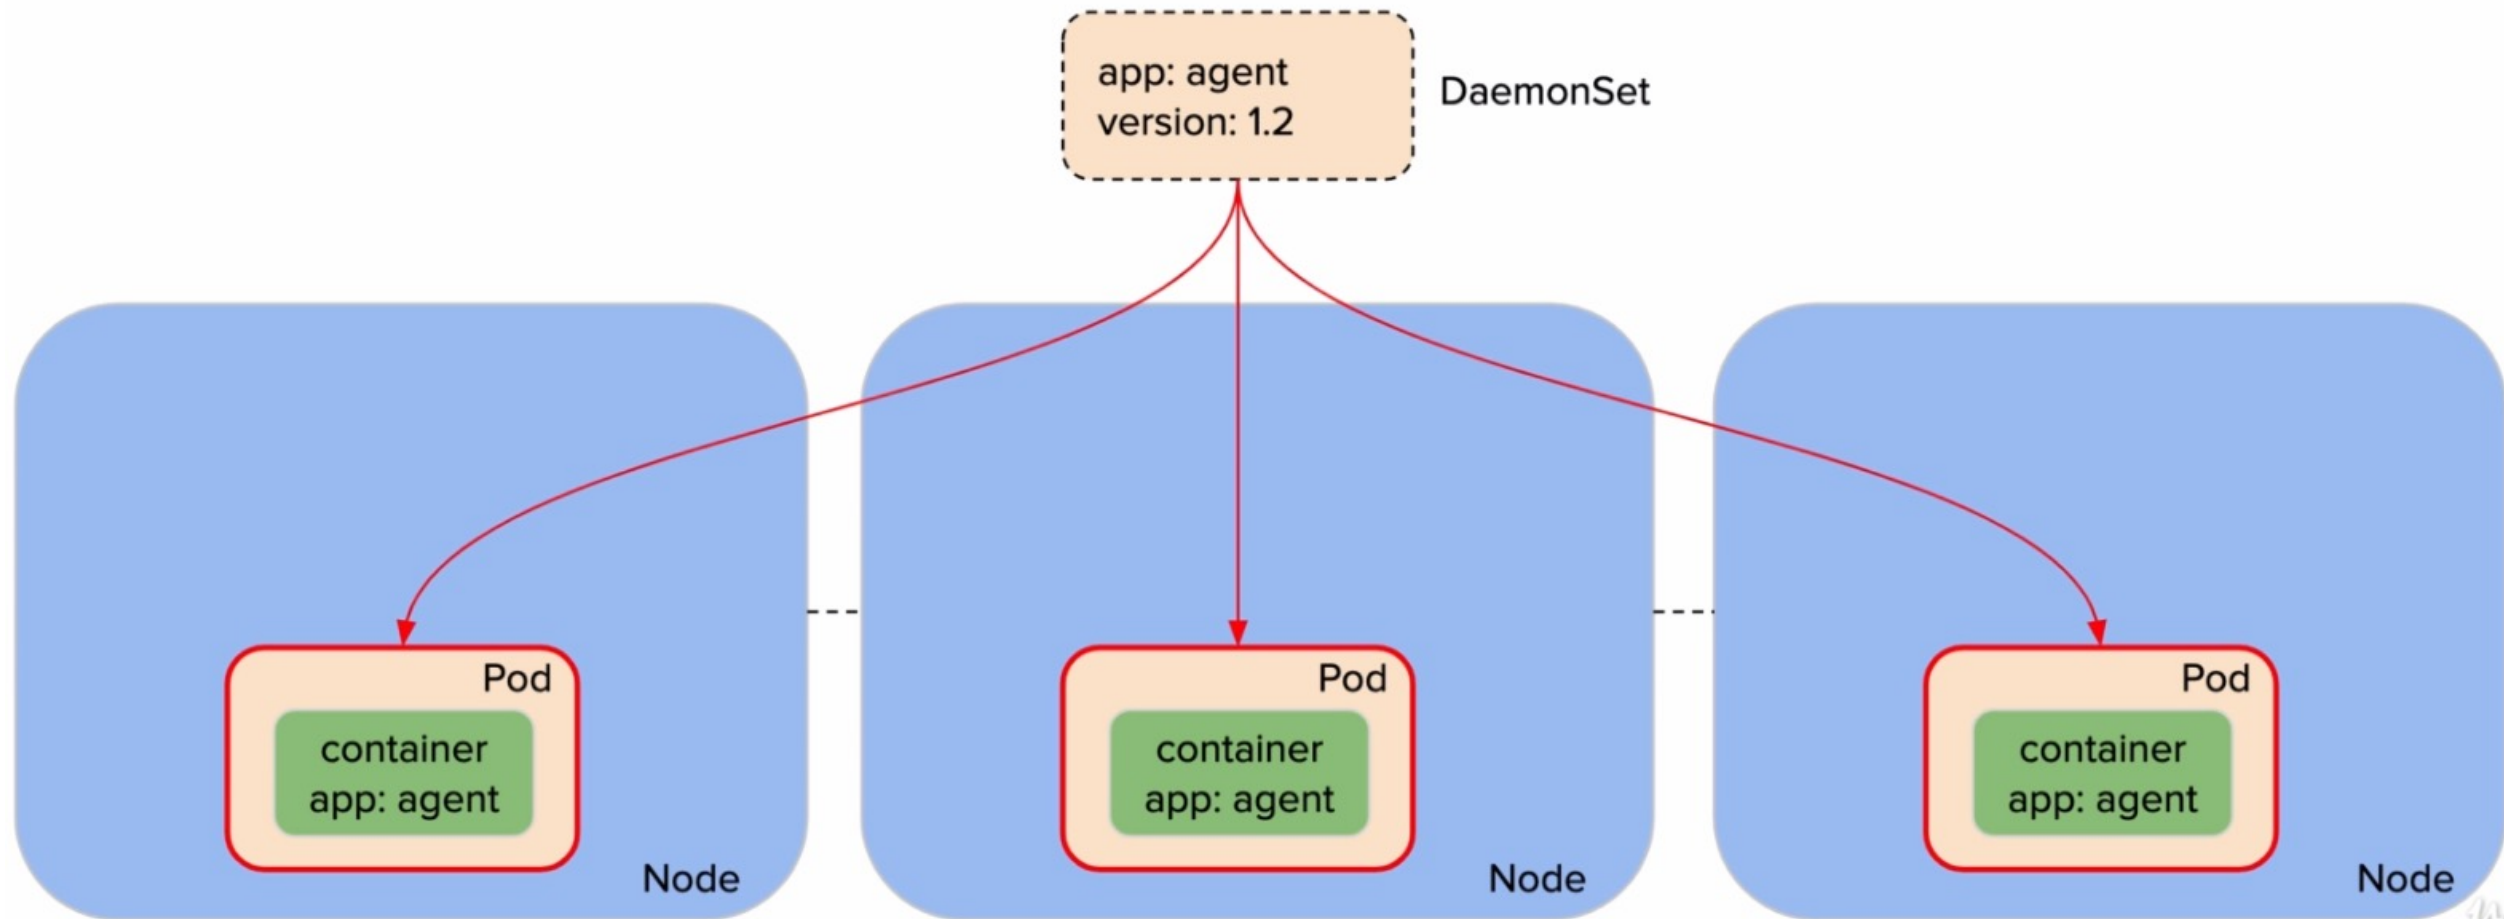 app: agent
version: 1.2
DaemonSet
Pod
container
app: agent
Node
Pod
container
app: agent
Node
Pod
container
app: agent
Node